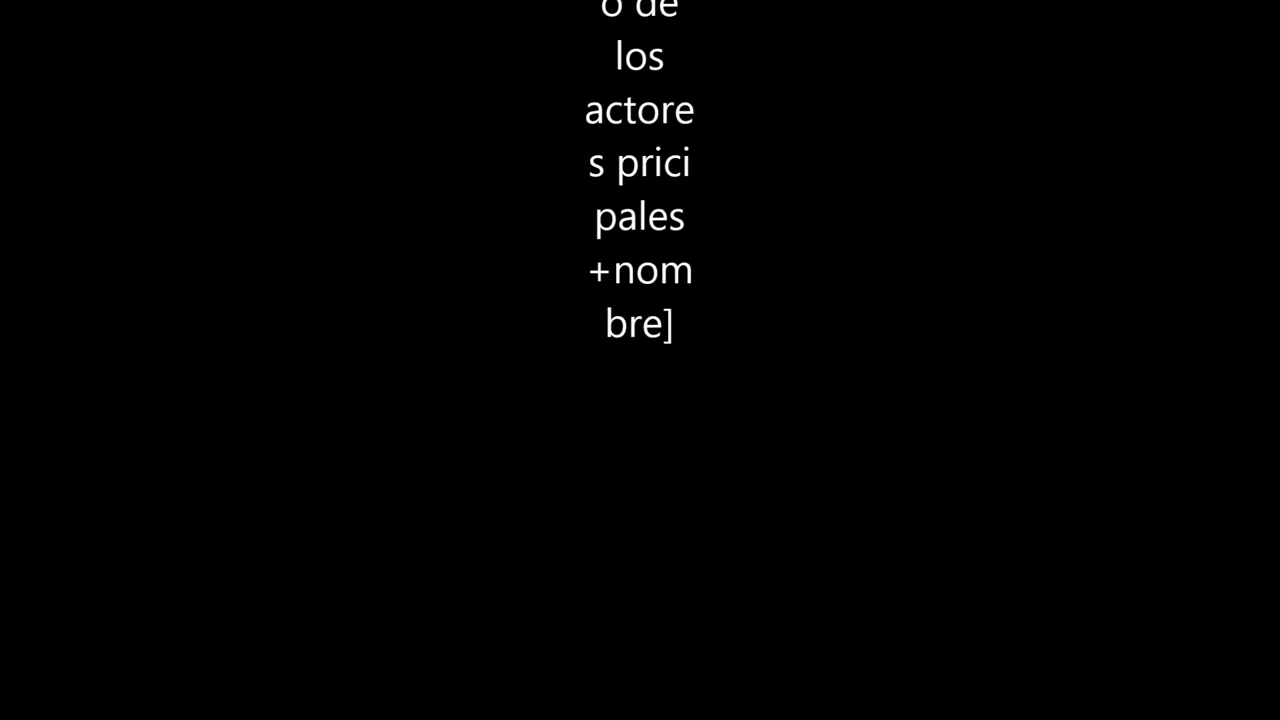 o de
los
actore
s prici
pales
+nom
bre]